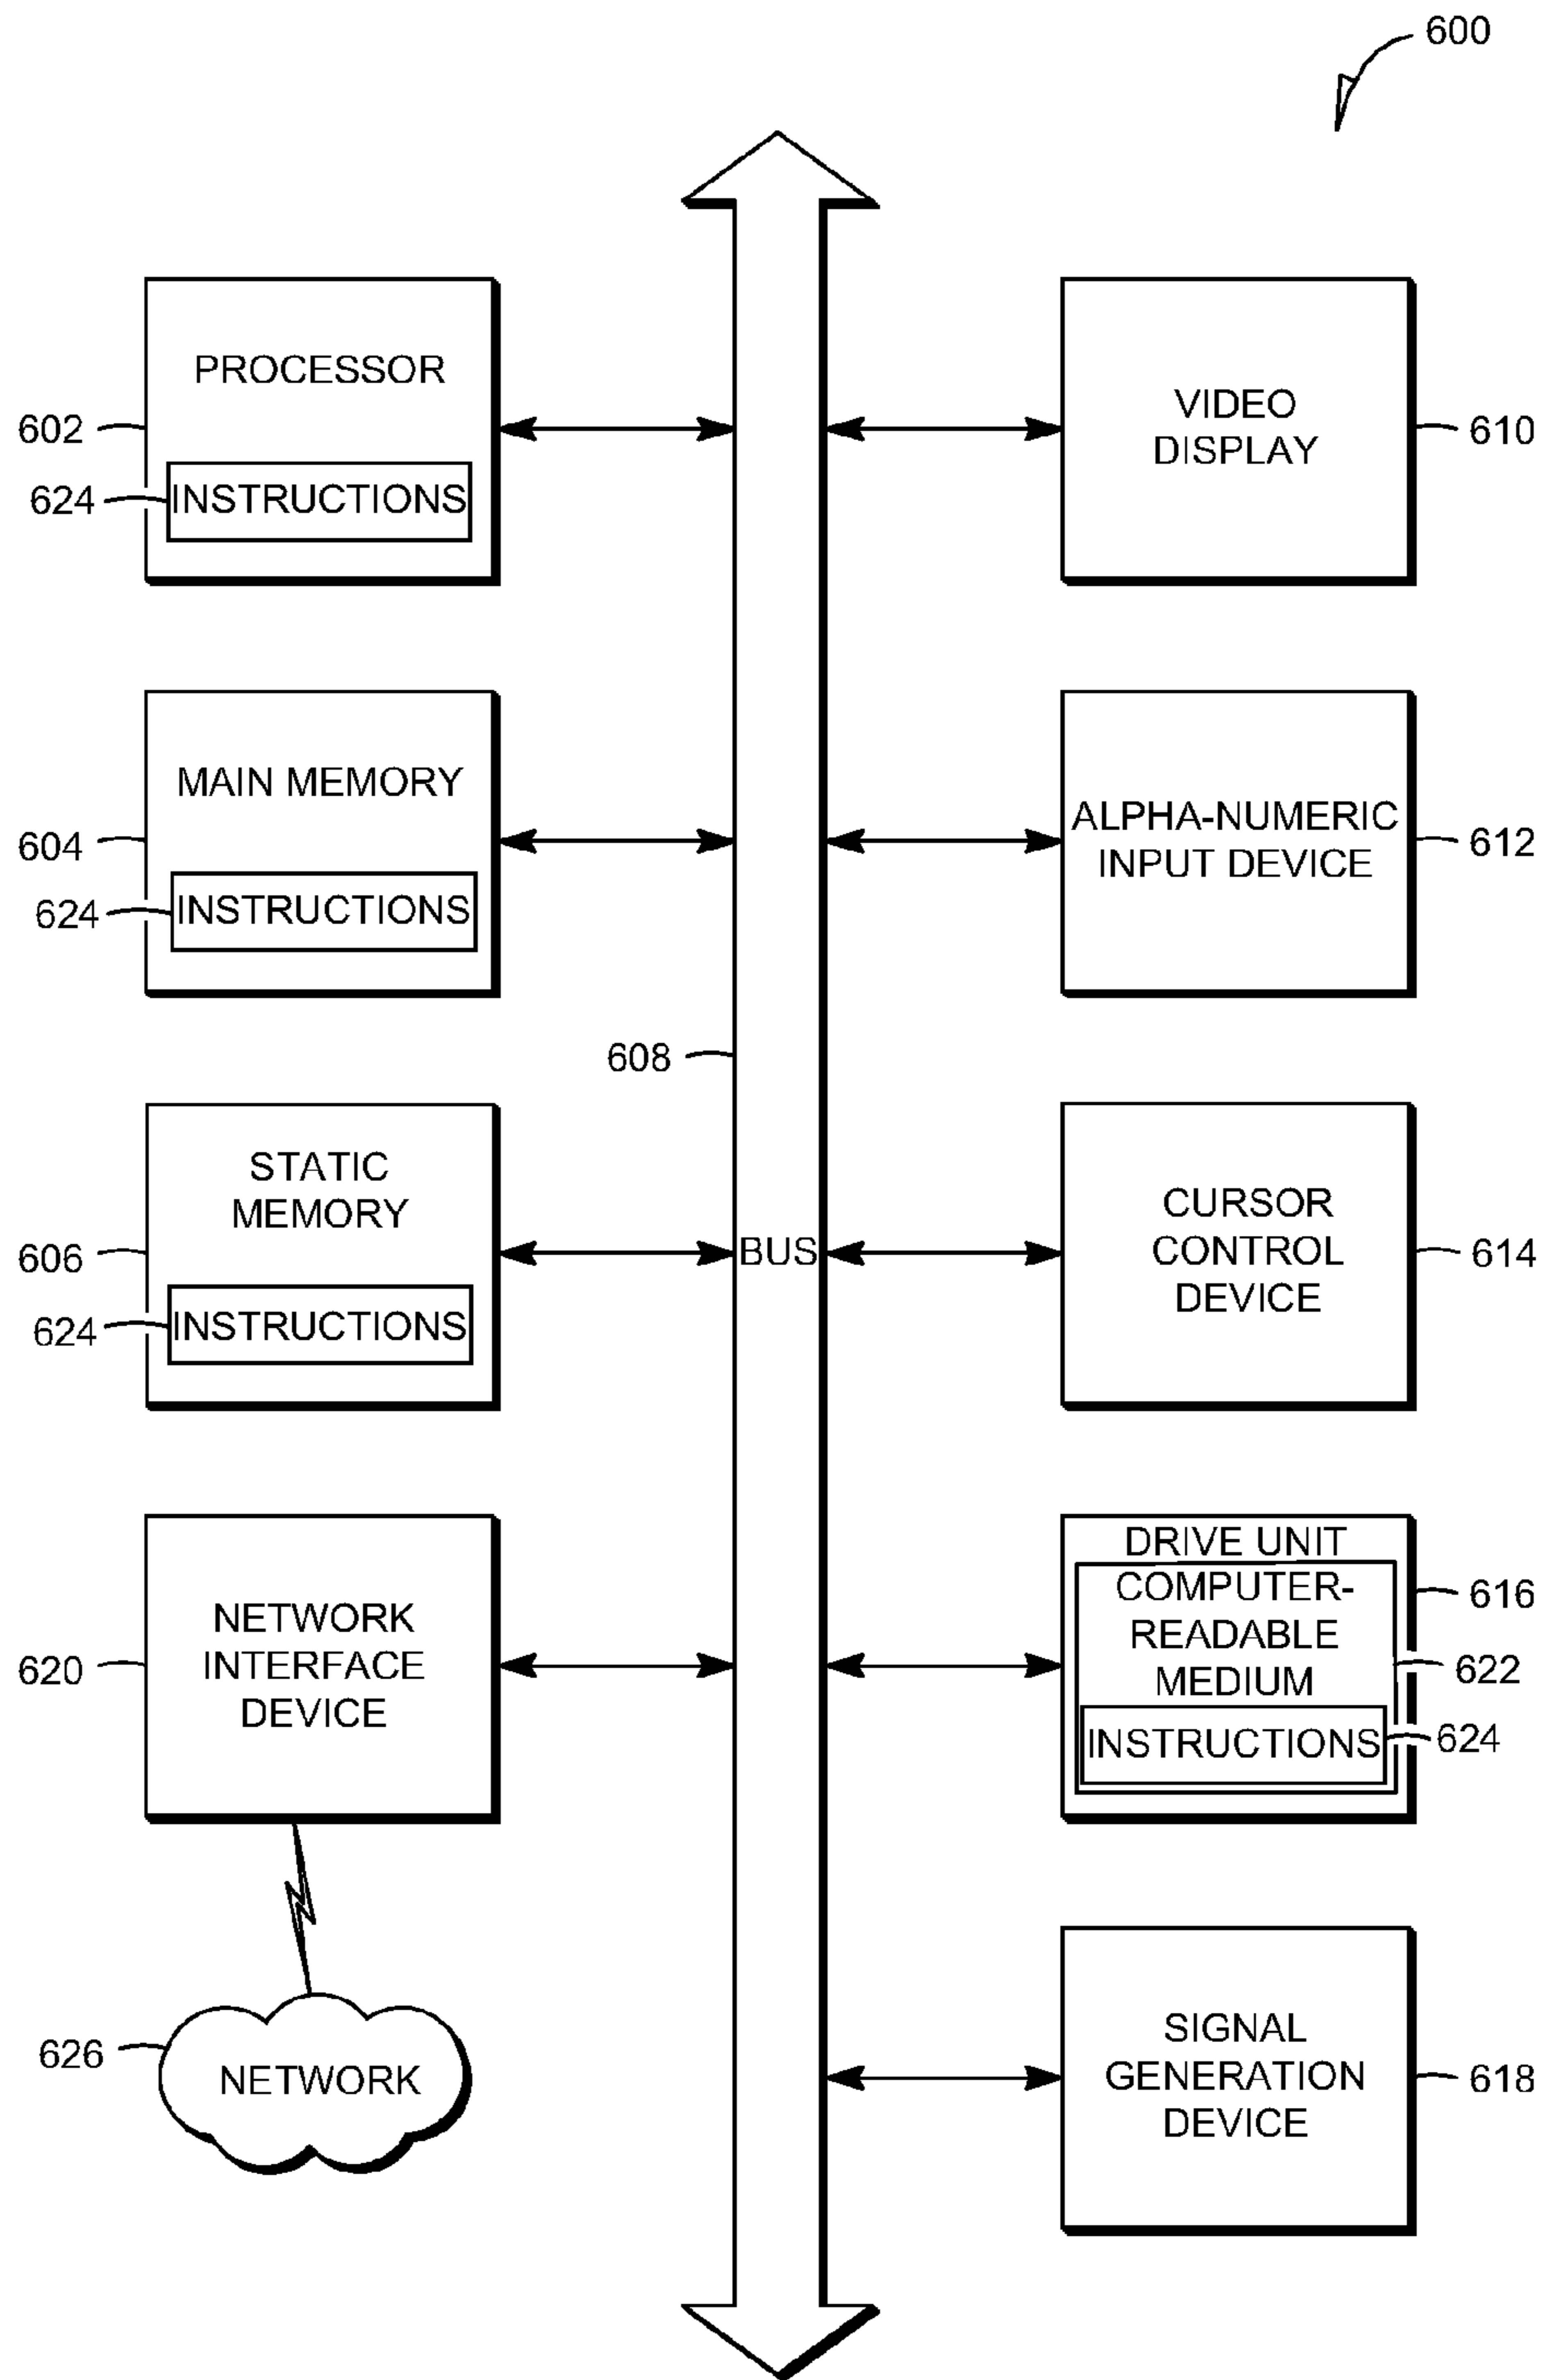 600
PROCESSOR
602
624
INSTRUCTIONS
VIDEO
DISPLAY
610
MAIN MEMORY
604
624
INSTRUCTIONS
ALPHA-NUMERIC
INPUT DEVICE
612
608
STATIC
MEMORY
606
624
INSTRUCTIONS
BUS
CURSOR
CONTROL
DEVICE
614
NETWORK
INTERFACE
DEVICE
620
DRIVE UNIT
COMPUTER-
READABLE
MEDIUM
INSTRUCTIONS
616
622
624
626
NETWORK
SIGNAL
GENERATION
DEVICE
618